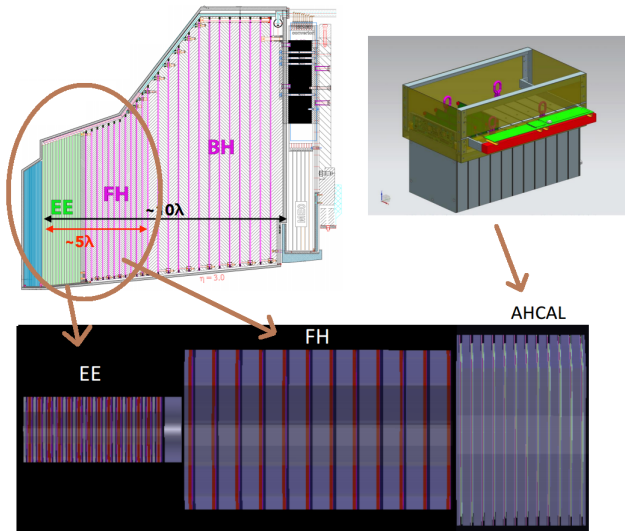 BH
FH
EE
~10λ
~5λ
η = 3.0
AHCAL
FH
EE